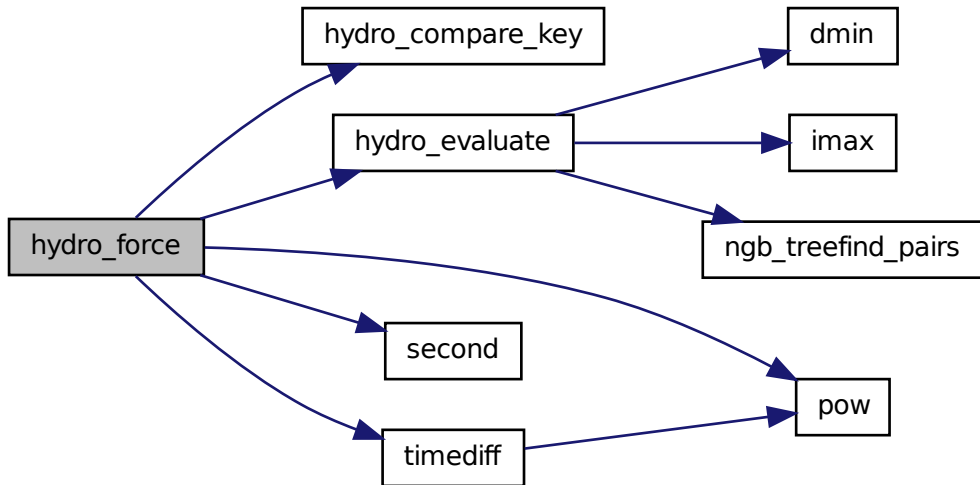 hydro_compare_key
dmin
hydro_evaluate
imax
hydro_force
ngb_treefind_pairs
second
pow
timediff